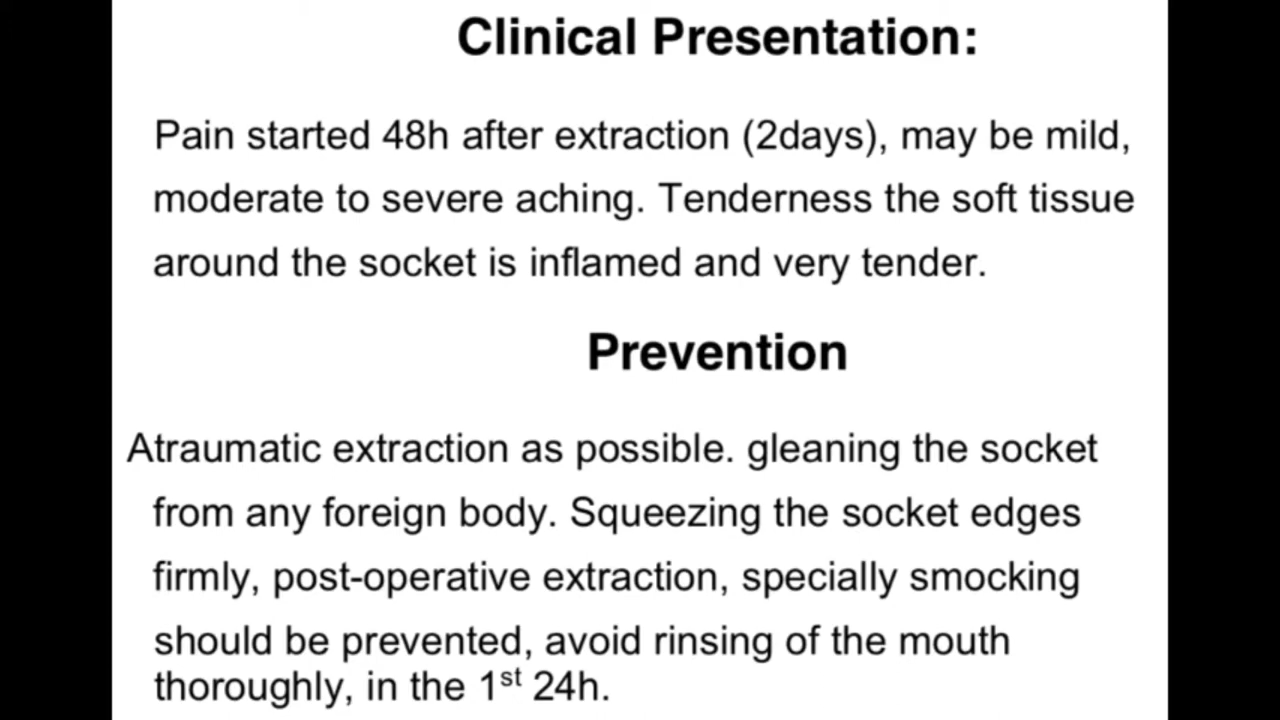 Clinical Presentation:
Pain started 48h after extraction (2days), may be mild,
moderate to severe aching. Tenderness the soft tissue
around the socket is inflamed and very tender.
Prevention
Atraumatic extraction as possible. gleaning the socket
from any foreign body. Squeezing the socket edges
firmly, post-operative extraction, specially smocking
should be prevented, avoid rinsing of the mouth
thoroughly, in the 1st 24h.